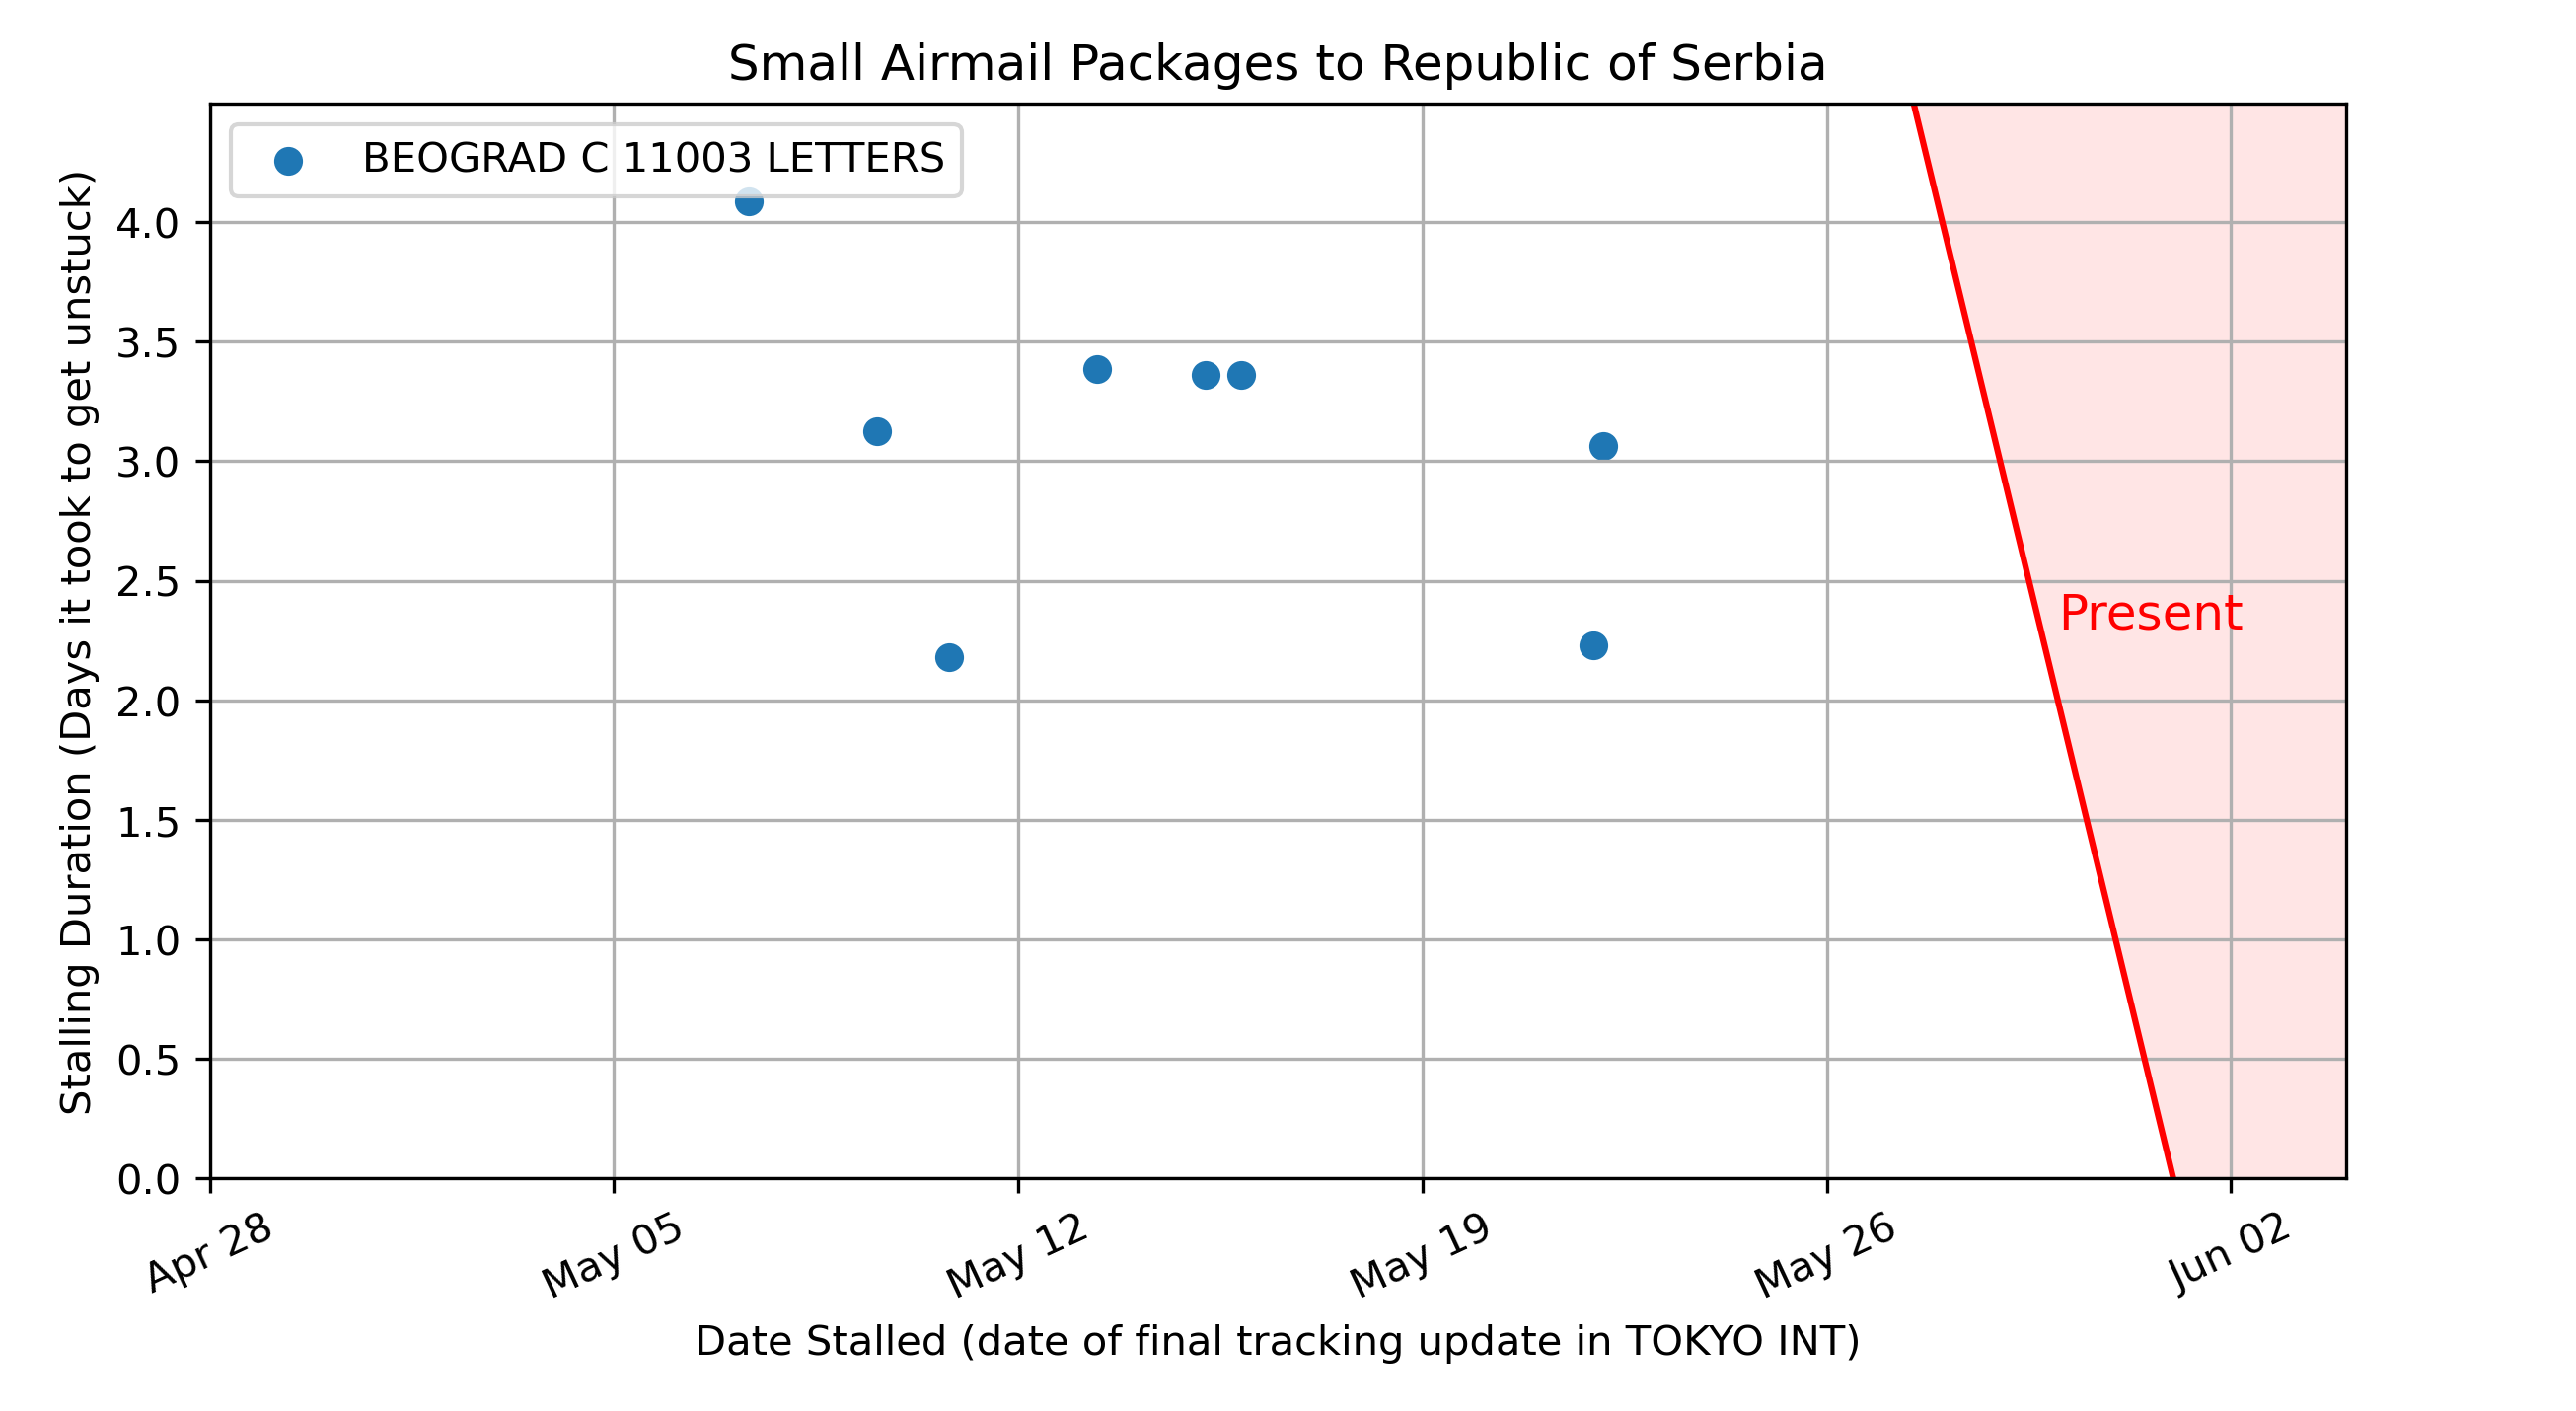 Small Airmail Packages to Republic of Serbia
BEOGRAD C 11003 LETTERS
Stalling Duration (Days it took to get unstuck)
4.0
3.5
3.0
2.5
2.0
1.5
1.0
0.5
0.0
Present
Apr 28
May 05
May 12
May 19
May 26
Jun 02
Date Stalled (date of final tracking update in TOKYO INT)